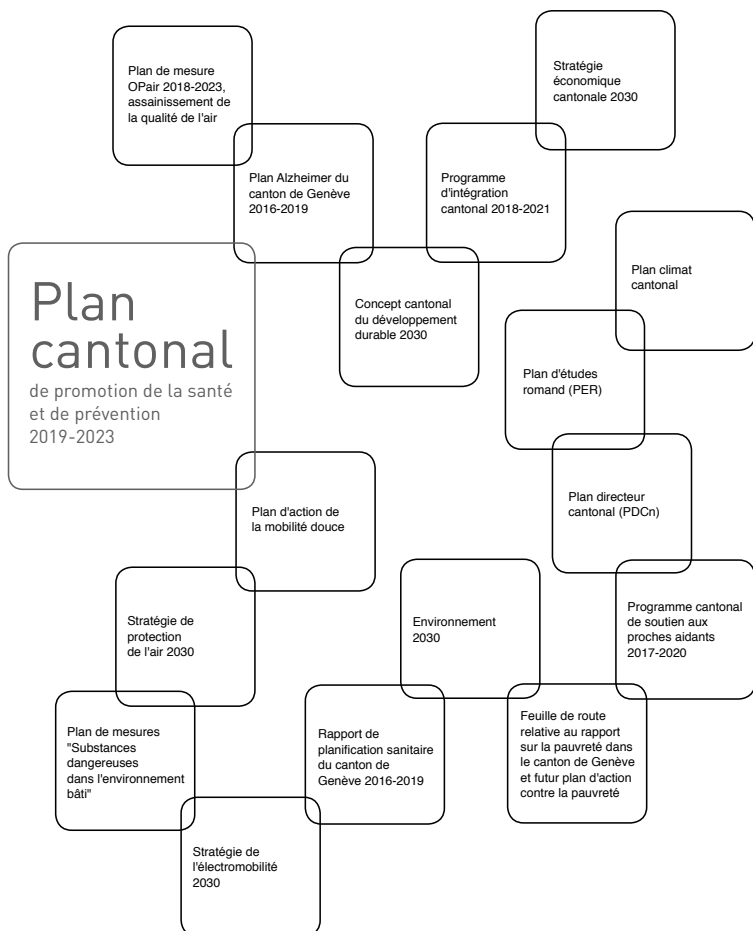 Plan de mesure
OPair 2018-2023,
assainissement de
la qualité de l'air
Stratégie
économique
cantonale 2030
Plan Alzheimer du
canton de Genève
2016-2019
Programme
d'intégration
cantonal 2018-2021
Plan climat
cantonal
Plan
cantonal
de promotion de la santé
et de prévention
2019-2023
Concept cantonal
du développement
durable 2030
Plan d'études
romand (PER)
Plan directeur
cantonal (PDCn)
Plan d'action de
la mobilité douce
Stratégie de
protection
de l'air 2030
Environnement
2030
Programme cantonal
de soutien aux
proches aidants
2017-2020
Plan de mesures
"Substances
dangereuses
dans l'environnement
bâti"
Rapport de
planification sanitaire
du canton de
Genève 2016-2019
Feuille de route
relative au rapport
sur la pauvreté dans
le canton de Genève
et futur plan d'action
contre la pauvreté
Stratégie de
l'électromobilité
2030